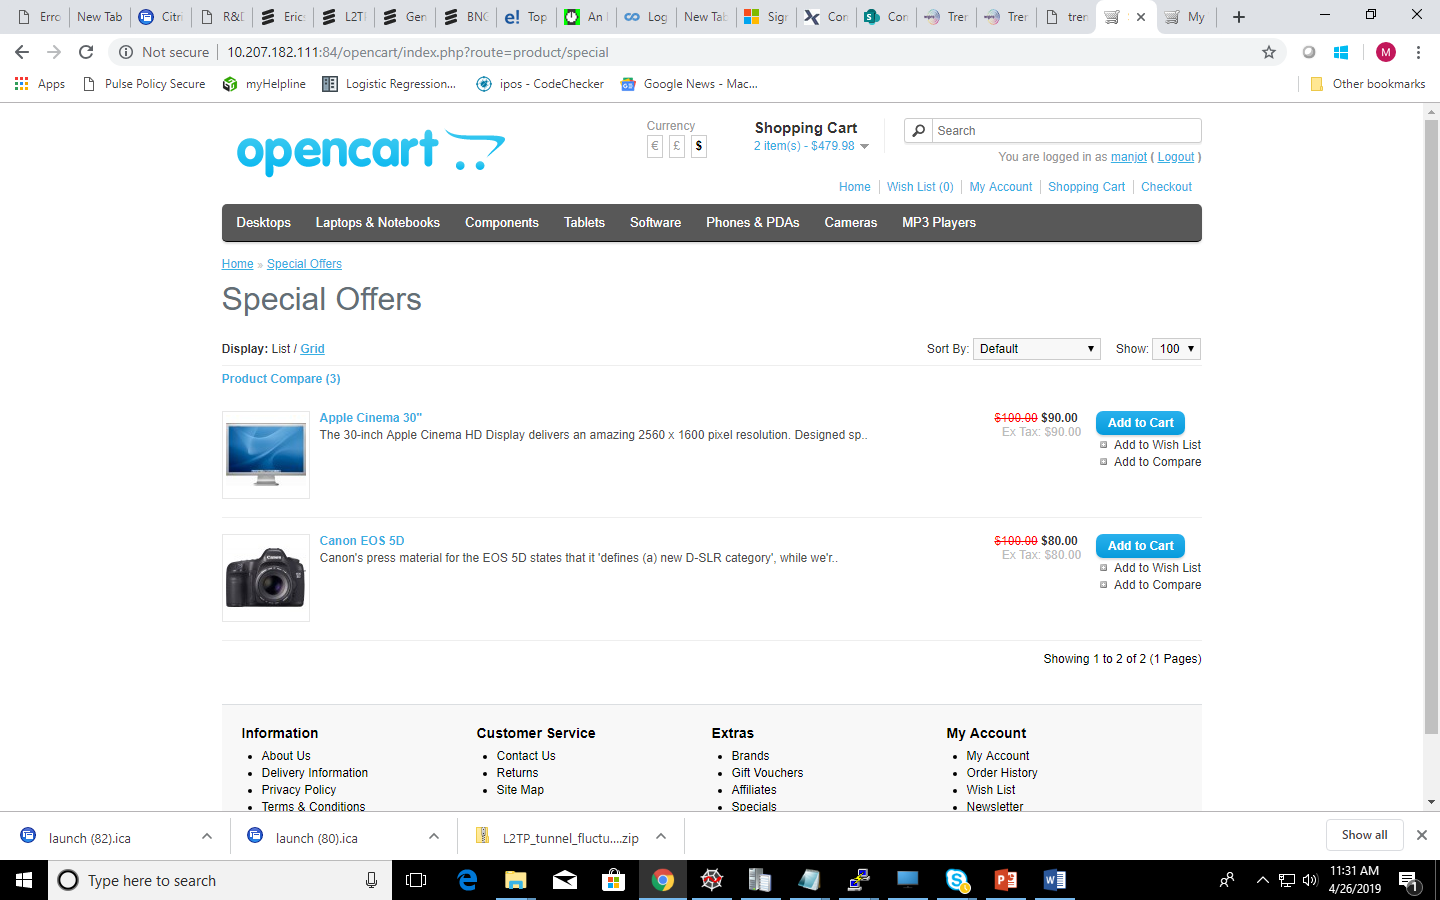 Erro
New Tab
Citri
R&D
Erics
L2TI
Gen
BNG
Top
An I
Log
New Tab
Sign
Con
Con
Tren
Tren
tren
My
Not secure
10.207.182.111:84/opencart/index.php?route=product/special
M
Apps
Pulse Policy Secure
myHelpline
Logistic Regression...
ipos - CodeChecker
Google News - Mac...
Other bookmarks
opencart
Currency
€ £ $
Shopping Cart
2 item(s) - $479.98
Search
You are logged in as manjot ( Logout )
Home
Wish List (0)
My Account
Shopping Cart
Checkout
Desktops
Laptops & Notebooks
Components
Tablets
Software
Phones & PDAs
Cameras
MP3 Players
Home » Special Offers
Special Offers
Display: List / Grid
Sort By: Default
Show: 100
Product Compare (3)
Apple Cinema 30"
The 30-inch Apple Cinema HD Display delivers an amazing 2560 x 1600 pixel resolution. Designed sp..
$100.00 $90.00
Ex Tax: $90.00
Add to Cart
Add to Wish List
Add to Compare
Canon EOS 5D
Canon's press material for the EOS 5D states that it 'defines (a) new D-SLR category', while we'r..
$100.00 $80.00
Ex Tax: $80.00
Add to Cart
Add to Wish List
Add to Compare
Showing 1 to 2 of 2 (1 Pages)
Information
About Us
Delivery Information
Privacy Policy
Terms & Conditions
Customer Service
Contact Us
Returns
Site Map
Extras
Brands
Gift Vouchers
Affiliates
Specials
My Account
My Account
Order History
Wish List
Newsletter
launch (82).ica
launch (80).ica
L2TP_tunnel_fluctu....zip
Show all
Type here to search
11:31 AM
4/26/2019
1